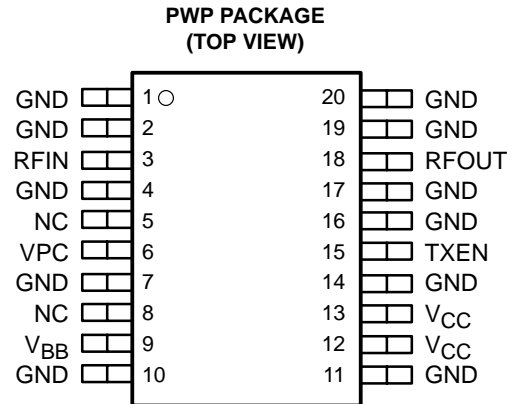 PWP PACKAGE
(TOP VIEW)
GND 1 20 GND
GND 2 19 GND
RFIN 3 18 RFOUT
GND 4 17 GND
NC 5 16 GND
VPC 6 15 TXEN
GND 7 14 GND
NC 8 13 VCC
VBB 9 12 VCC
GND 10 11 GND